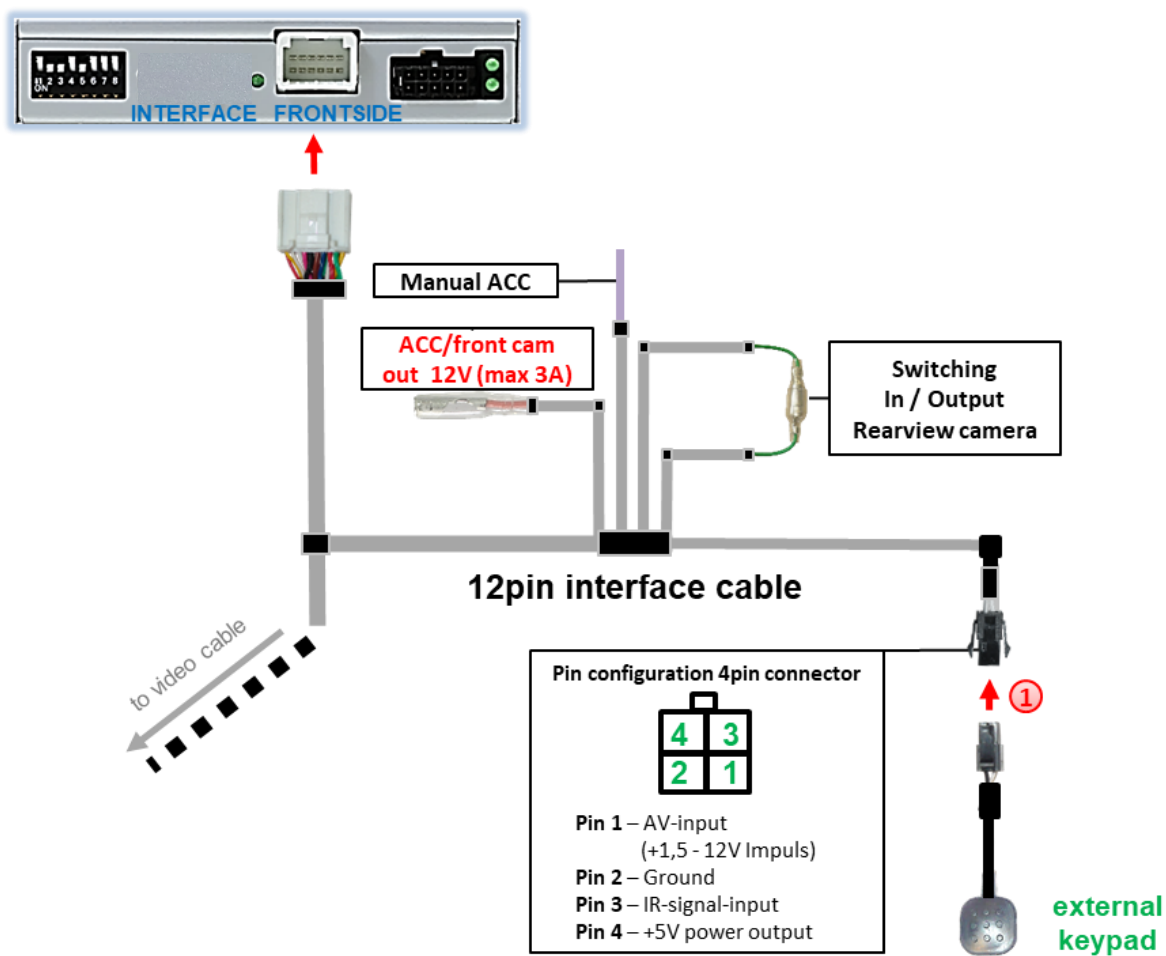 1 2 3 4 5 6 7 8
ON
INTERFACE FRONTSIDE
Manual ACC
ACC/front cam
out 12V (max 3A)
Switching
In / Output
Rearview camera
12pin interface cable
to video cable
Pin configuration 4pin connector
4 3
2 1
Pin 1 – AV-input
(+1,5 - 12V Impuls)
Pin 2 – Ground
Pin 3 – IR-signal-input
Pin 4 – +5V power output
1
external
keypad